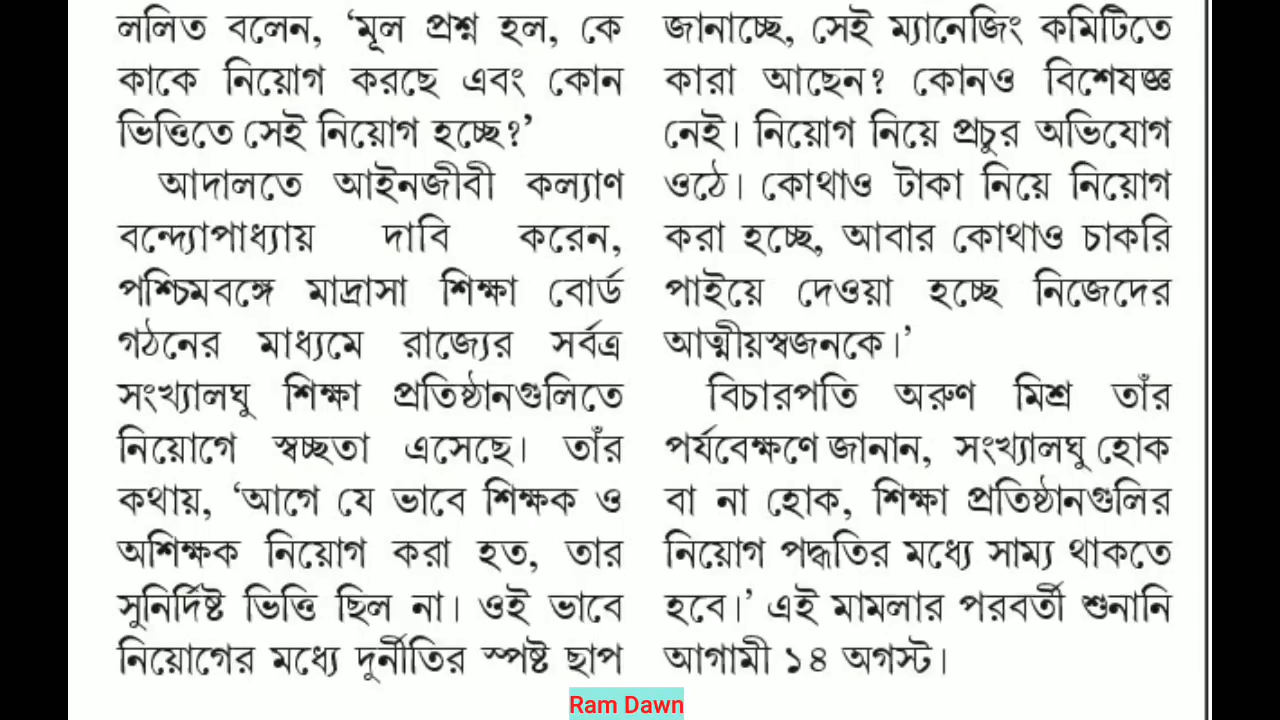 ললিত বলেন, ‘মূল প্রশ্ন হল, কে
কাকে নিয়োগ করছে এবং কোন
ভিত্তিতে সেই নিয়োগ হচ্ছে?’
আদালতে আইনজীবী কল্যাণ
বন্দ্যোপাধ্যায় দাবি করেন,
পশ্চিমবঙ্গে মাদ্রাসা শিক্ষা বোর্ড
গঠনের মাধ্যমে রাজ্যের সর্বত্র
সংখ্যালঘু শিক্ষা প্রতিষ্ঠানগুলিতে
নিয়োগে স্বচ্ছতা এসেছে। তাঁর
কথায়, ‘আগে যে ভাবে শিক্ষক ও
অশিক্ষক নিয়োগ করা হত, তার
সুনির্দিষ্ট ভিত্তি ছিল না। ওই ভাবে
নিয়োগের মধ্যে দুর্নীতির স্পষ্ট ছাপ
জানাচ্ছে, সেই ম্যানেজিং কমিটিতে
কারা আছেন? কোনও বিশেষজ্ঞ
নেই। নিয়োগ নিয়ে প্রচুর অভিযোগ
ওঠে। কোথাও টাকা নিয়ে নিয়োগ
করা হচ্ছে, আবার কোথাও চাকরি
পাইয়ে দেওয়া হচ্ছে নিজেদের
আত্মীয়স্বজনকে।’
বিচারপতি অরুণ মিশ্র তাঁর
পর্যবেক্ষণে জানান, সংখ্যালঘু হোক
বা না হোক, শিক্ষা প্রতিষ্ঠানগুলির
নিয়োগ পদ্ধতির মধ্যে সাম্য থাকতে
হবে।’ এই মামলার পরবর্তী শুনানি
আগামী ১৪ অগস্ট।
Ram Dawn